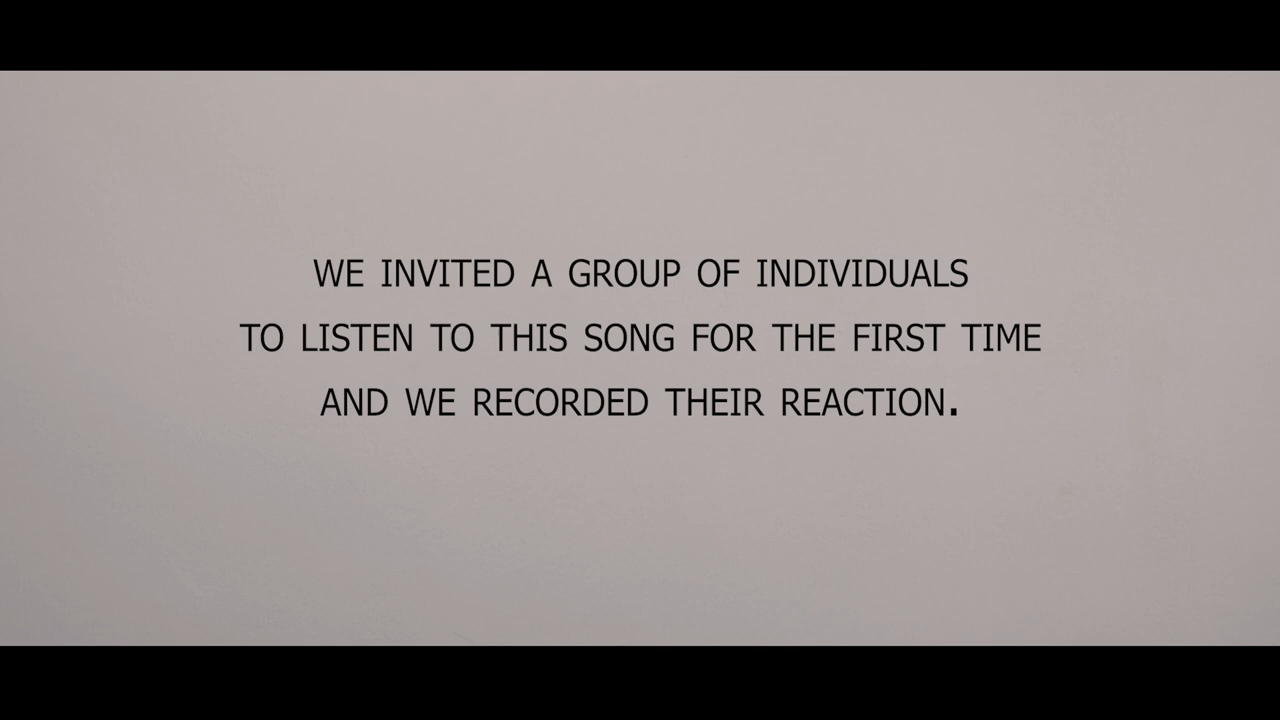 WE INVITED A GROUP OF INDIVIDUALS
TO LISTEN TO THIS SONG FOR THE FIRST TIME
AND WE RECORDED THEIR REACTION.